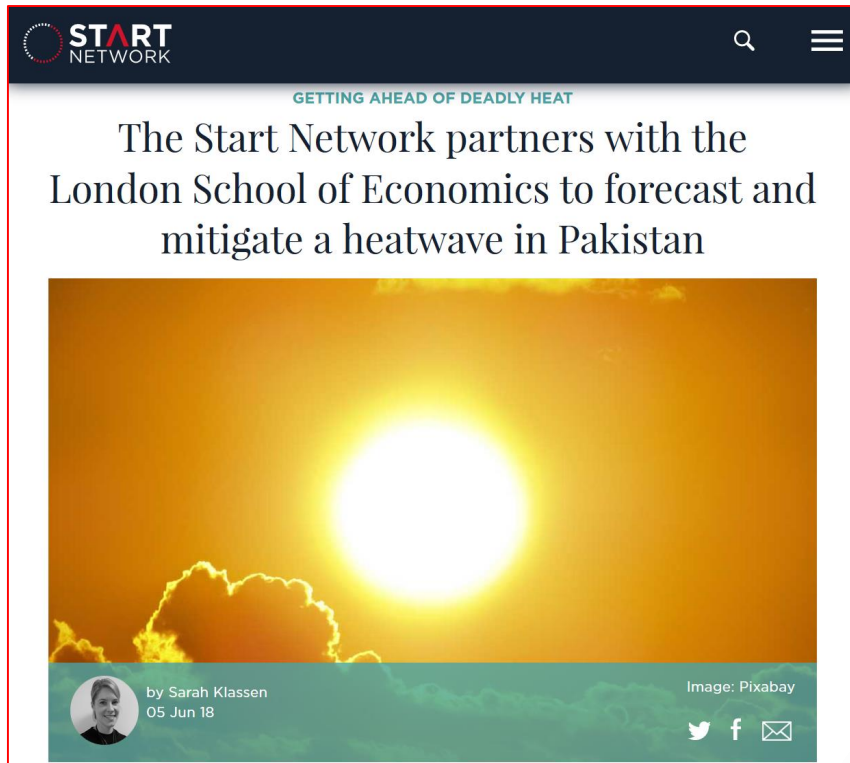 START
NETWORK
GETTING AHEAD OF DEADLY HEAT
The Start Network partners with the
London School of Economics to forecast and
mitigate a heatwave in Pakistan
by Sarah Klassen
05 Jun 18
Image: Pixabay